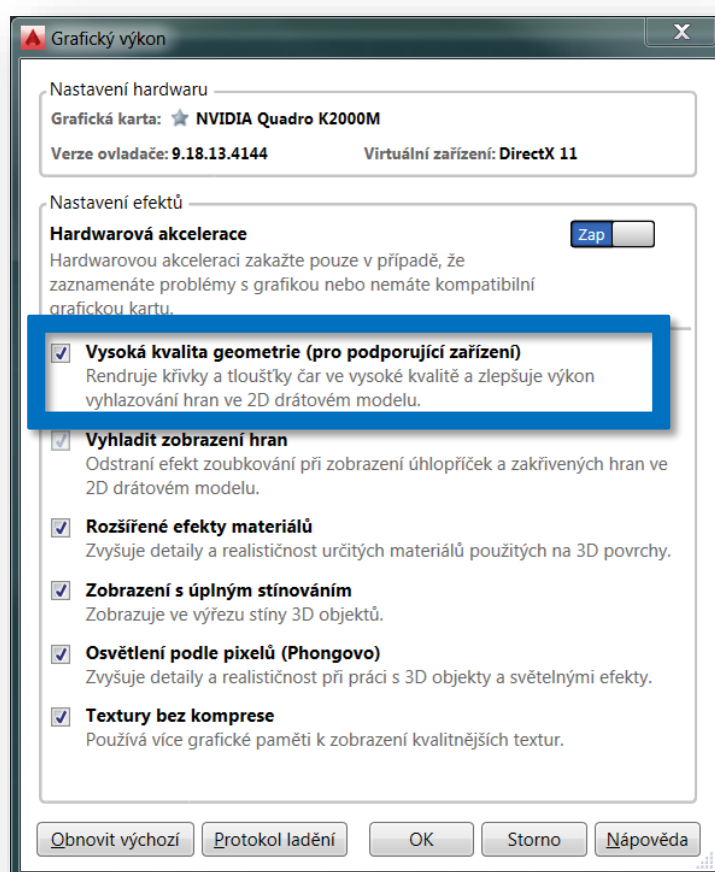 Grafický výkon
Nastavení hardwaru
Grafická karta: NVIDIA Quadro K2000M
Verze ovladače: 9.18.13.4144 Virtuální zařízení: DirectX 11
Nastavení efektů
Hardwarová akcelerace Zap
Hardwarovou akceleraci zakažte pouze v případě, že
zaznamenáte problémy s grafikou nebo nemáte kompatibilní
grafickou kartu.
Vysoká kvalita geometrie (pro podporující zařízení)
Rendruje křivky a tloušťky čar ve vysoké kvalitě a zlepšuje výkon
vyhlazování hran ve 2D drátovém modelu.
Vyhladit zobrazení hran
Odstraní efekt zoubkování při zobrazení úhlopříček a zakřivených hran ve
2D drátovém modelu.
Rozšířené efekty materiálů
Zvyšuje detaily a realističnost určitých materiálů použitých na 3D povrchy.
Zobrazení s úplným stínováním
Zobrazuje ve výřezu stíny 3D objektů.
Osvětlení podle pixelů (Phongovo)
Zvyšuje detaily a realističnost při práci s 3D objekty a světelnými efekty.
Textury bez komprese
Používá více grafické paměti k zobrazení kvalitnějších textur.
Obnovit výchozí Protokol ladění OK Storno Nápověda